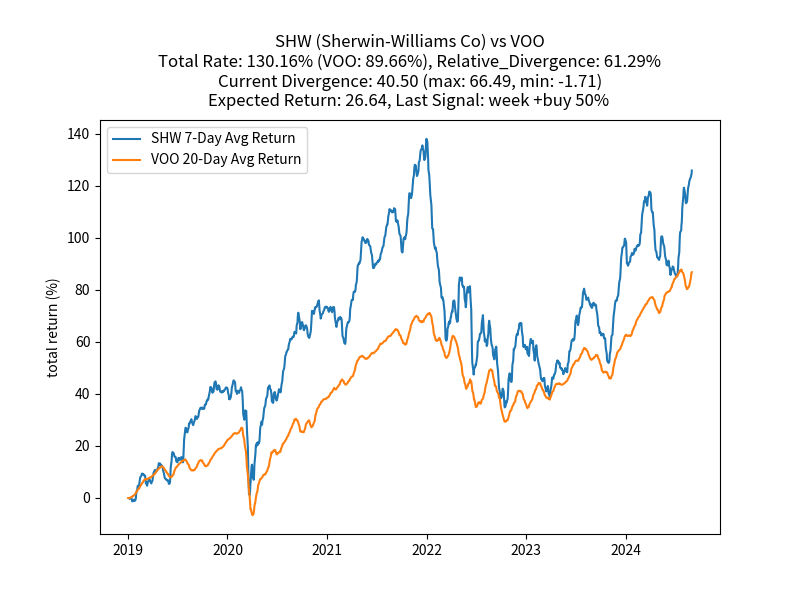 SHW (Sherwin-Williams Co) vs VOO
Total Rate: 130.16% (VOO: 89.66%), Relative_Divergence: 61.29%
Current Divergence: 40.50 (max: 66.49, min: -1.71)
Expected Return: 26.64, Last Signal: week +buy 50%
SHW 7-Day Avg Return
VOO 20-Day Avg Return
total return (%)
140
120
100
80
60
40
20
0
2019
2020
2021
2022
2023
2024